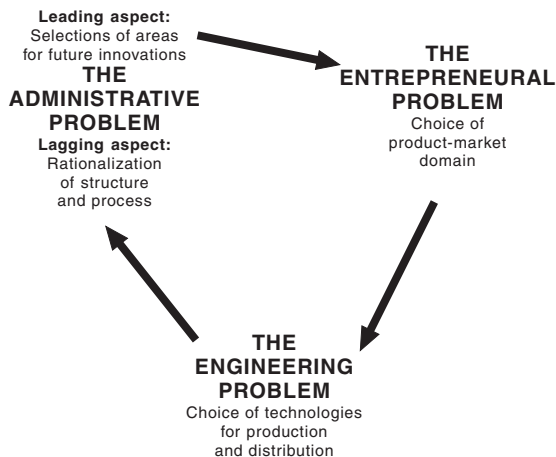 Leading aspect:
Selections of areas
for future innovations
THE
ADMINISTRATIVE
PROBLEM
Lagging aspect:
Rationalization
of structure
and process
THE
ENTREPRENEURAL
PROBLEM
Choice of
product-market
domain
THE
ENGINEERING
PROBLEM
Choice of technologies
for production
and distribution